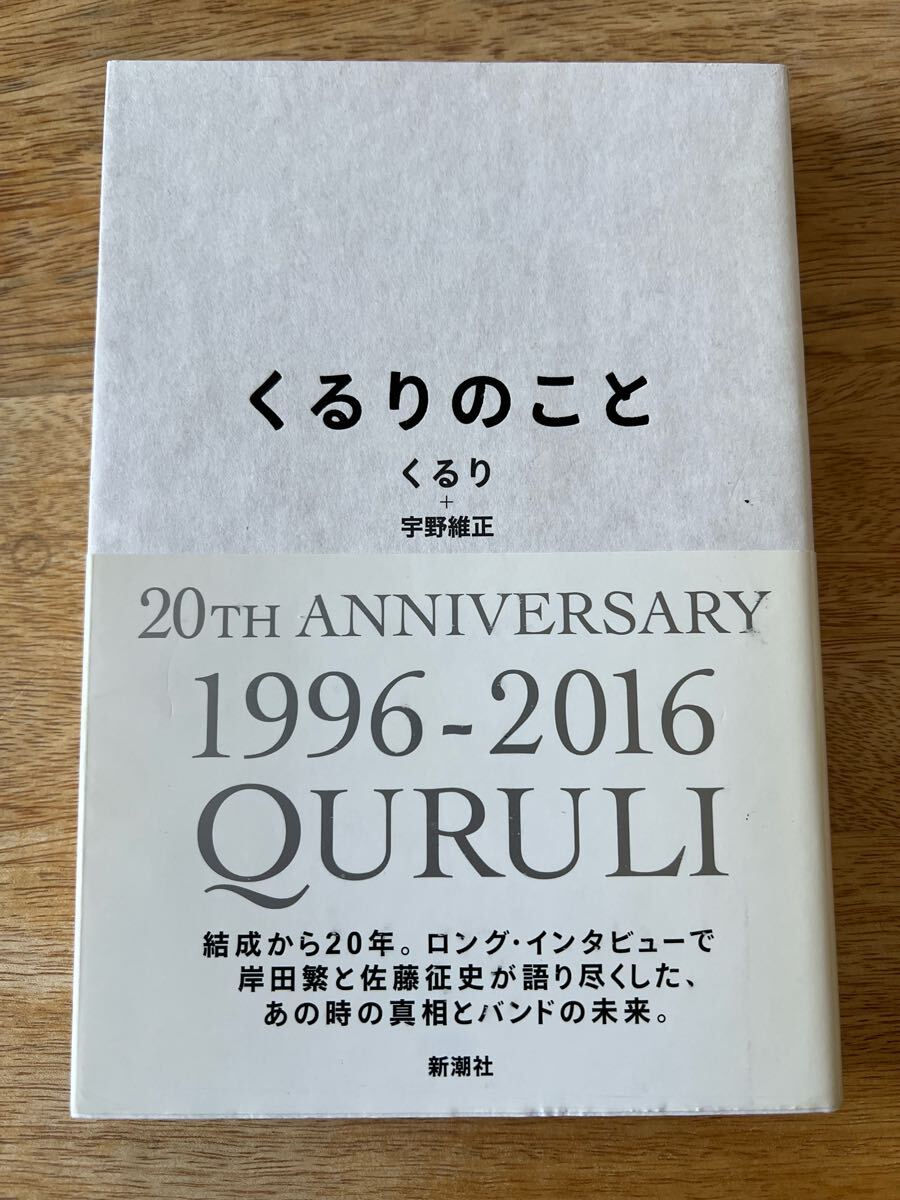 くるりのこと
くるり
+
宇野維正
20TH ANNIVERSARY
1996-2016
QURULI
結成から20年。ロング・インタビューで
岸田繁と佐藤征史が語り尽くした、
あの時の真相とバンドの未来。
新潮社